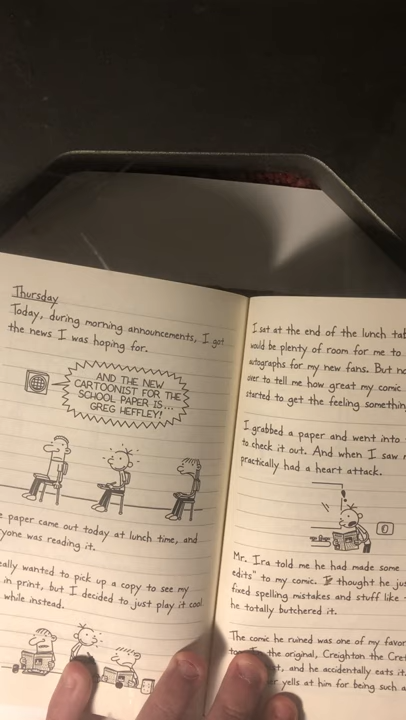 Thursday
Today, during morning announcements, I got
the news I was hoping for.
AND THE NEW
CARTOONIST FOR THE
SCHOOL PAPER IS...
GREG HEFFLEY!
paper came out today at lunch time, and
yone was reading it.
eally wanted to pick up a copy to see my
in print, but I decided to just play it cool
while instead.
I sat at the end of the lunch tab
would be plenty of room for me to
autographs for my new fans. But no
over to tell me how great my comic
started to get the feeling somethin
I grabbed a paper and went into
to check it out. And when I saw
practically had a heart attack.
Mr. Ira told me he had made some
edits" to my comic. I thought he jus
fixed spelling mistakes and stuff like
he totally butchered it.
The comic he ruined was one of my favor
the original, Creighton the Cret
and he accidentally eats it.
yells at him for being such a